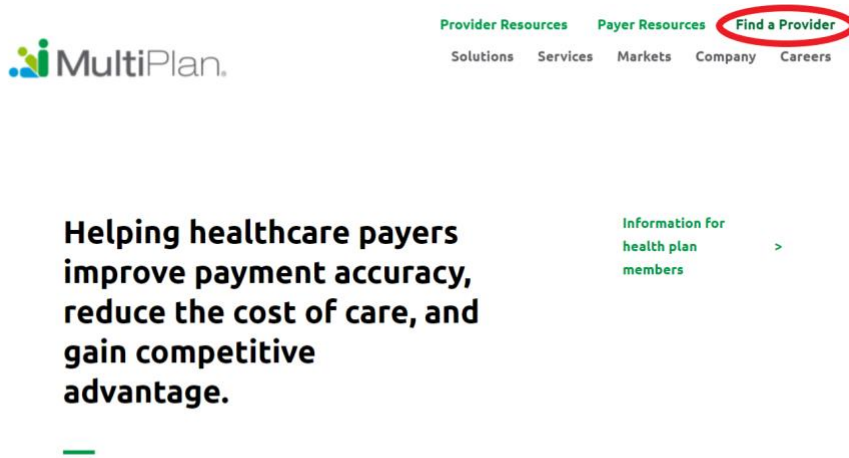 Provider Resources Payer Resources Find a Provider
MultiPlan.
Solutions Services Markets Company Careers
Helping healthcare payers
improve payment accuracy,
reduce the cost of care, and
gain competitive
advantage.
Information for
health plan >
members